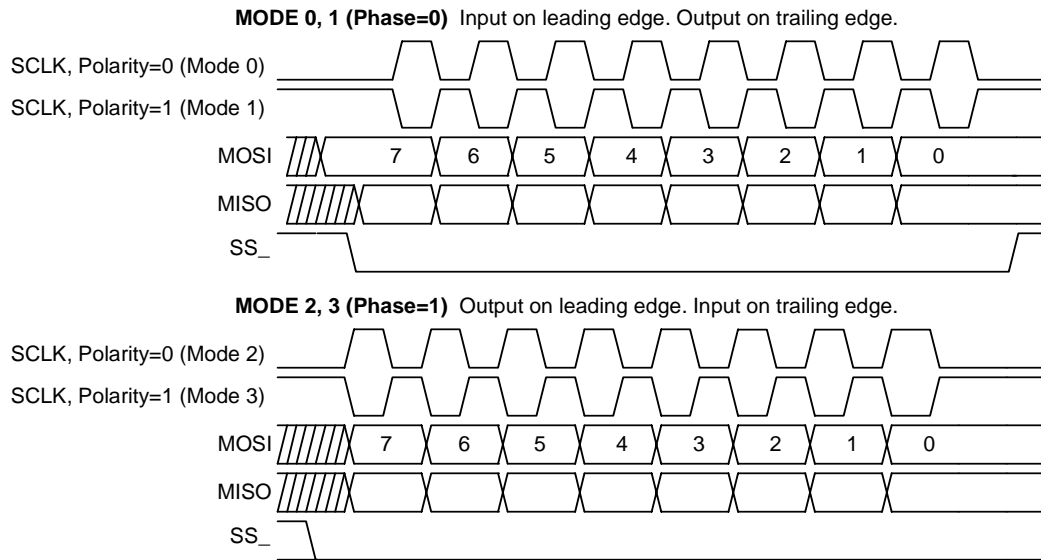 MODE 0, 1 (Phase=0) Input on leading edge. Output on trailing edge.
SCLK, Polarity=0 (Mode 0)
SCLK, Polarity=1 (Mode 1)
MOSI 7 6 5 4 3 2 1 0
MISO
SS_
MODE 2, 3 (Phase=1) Output on leading edge. Input on trailing edge.
SCLK, Polarity=0 (Mode 2)
SCLK, Polarity=1 (Mode 3)
MOSI 7 6 5 4 3 2 1 0
MISO
SS_